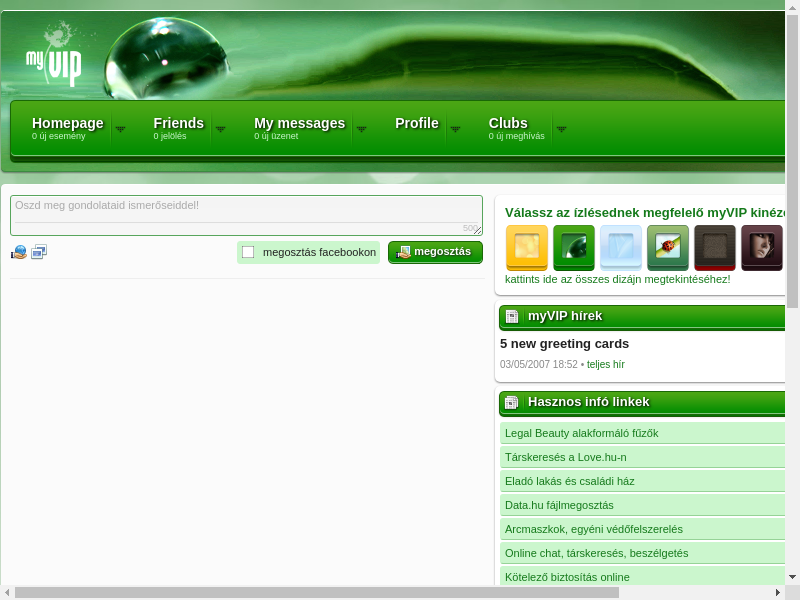 my VIP
Homepage
0 új esemény
Friends
0 jelölés
My messages
0 új üzenet
Profile
Clubs
0 új meghívás
Oszd meg gondolataid ismerőseiddel!
500
megosztás facebookon
megosztás
Válassz az ízlésednek megfelelő myVIP
kattints ide az összes dizájn megtekintéséhez!
myVIP hírek
5 new greeting cards
03/05/2007 18:52 • teljes hír
Hasznos infó linkek
Legal Beauty alakformáló fűzők
Társkeresés a Love.hu-n
Eladó lakás és családi ház
Data.hu fájlmegosztás
Arcmaszkok, egyéni védőfelszerelés
Online chat, társkeresés, beszélgetés
Kötelező biztosítás online